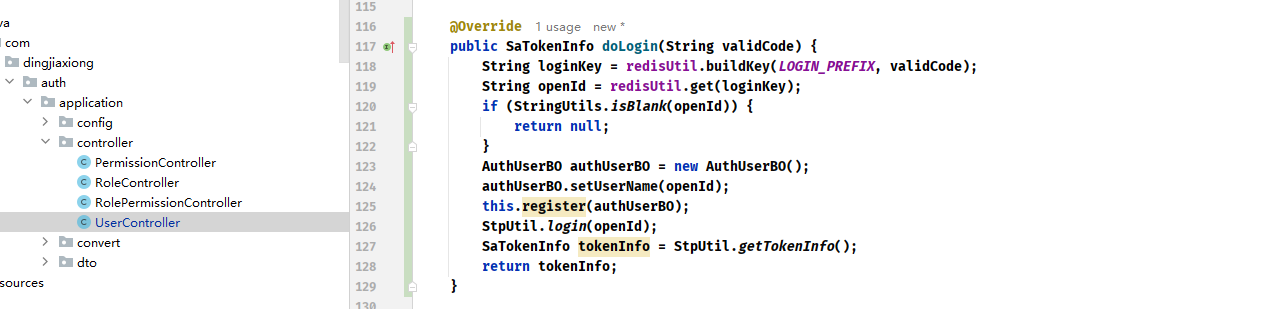 va
com
dingjiaxiong
auth
application
config
controller
PermissionController
RoleController
RolePermissionController
UserController
convert
dto
sources
115
116 @Override 1 usage new *
117 public SaTokenInfo doLogin(String validCode) {
118 String loginKey = redisUtil.buildKey(LOGIN_PREFIX, validCode);
119 String openId = redisUtil.get(loginKey);
120 if (StringUtils.isBlank(openId)) {
121 return null;
122 }
123 AuthUserBO authUserBO = new AuthUserBO();
124 authUserBO.setUserName(openId);
125 this.register(authUserBO);
126 StpUtil.login(openId);
127 SaTokenInfo tokenInfo = StpUtil.getTokenInfo();
128 return tokenInfo;
129 }
130